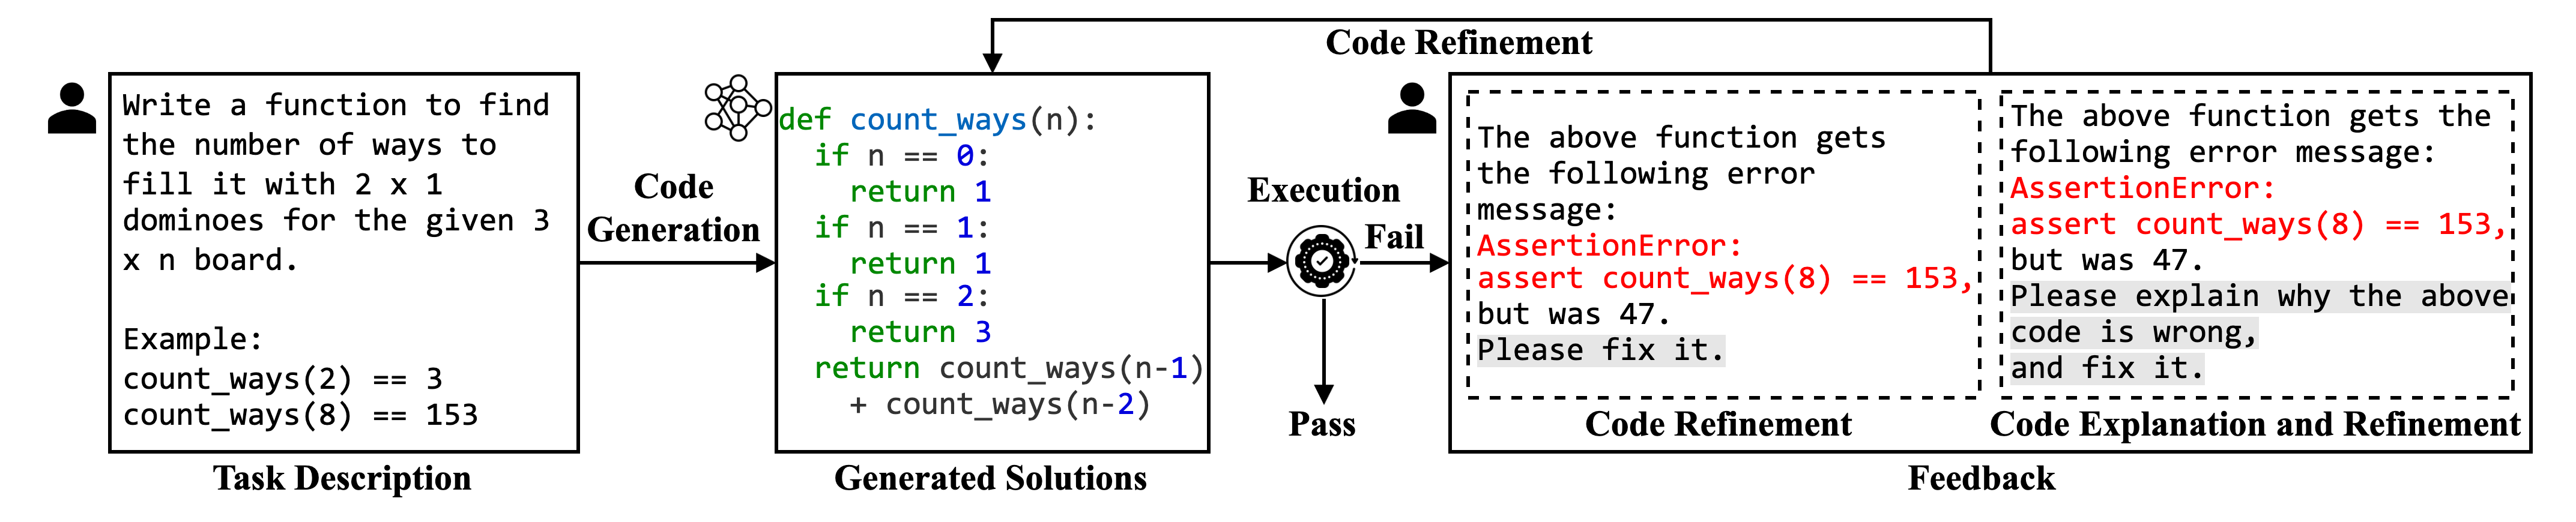 Code Refinement
Write a function to find
the number of ways to
fill it with 2 x 1
dominoes for the given 3
x n board.
Example:
count_ways(2) == 3
count_ways(8) == 153
Task Description
Code
Generation
def count_ways(n):
if n == 0:
return 1
if n == 1:
return 1
if n == 2:
return 3
return count_ways(n-1)
+ count_ways(n-2)
Generated Solutions
Execution
Fail
Pass
The above function gets
the following error
message:
AssertionError:
assert count_ways(8) == 153,
but was 47.
Please fix it.
Code Refinement
The above function gets the
following error message:
AssertionError:
assert count_ways(8) == 153,
but was 47.
Please explain why the above
code is wrong,
and fix it.
Code Explanation and Refinement
Feedback